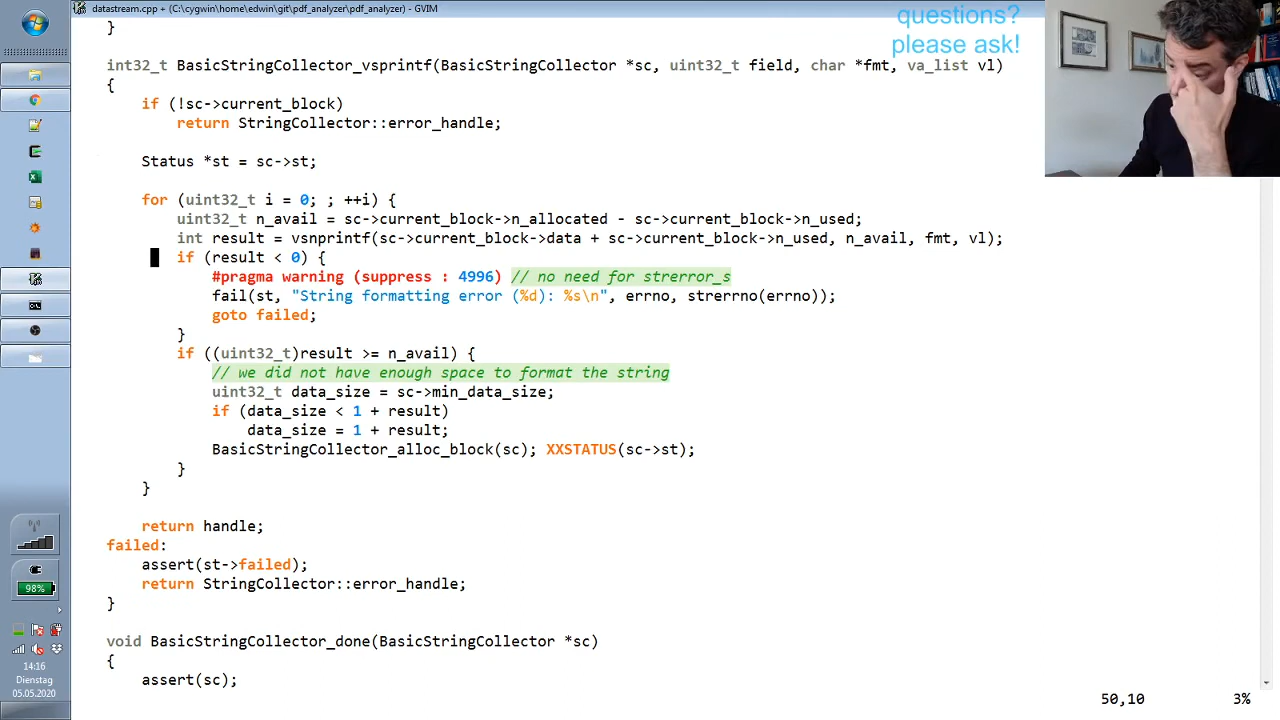 datastream.cpp + (C:\cygwin\home\edwin\git\pdf_analyzer\pdf_analyzer) - GVIM
questions?
please ask!
}
int32_t BasicStringCollector_vsprintf(BasicStringCollector *sc, uint32_t field, char *fmt, va_list vl)
{
if (!sc->current_block)
return StringCollector::error_handle;
Status *st = sc->st;
for (uint32_t i = 0; ; ++i) {
uint32_t n_avail = sc->current_block->n_allocated - sc->current_block->n_used;
int result = vsnprintf(sc->current_block->data + sc->current_block->n_used, n_avail, fmt, vl);
if (result < 0) {
#pragma warning (suppress : 4996) // no need for strerror_s
fail(st, "String formatting error (%d): %s\n", errno, strerrno(errno));
goto failed;
}
if ((uint32_t)result >= n_avail) {
// we did not have enough space to format the string
uint32_t data_size = sc->min_data_size;
if (data_size < 1 + result)
data_size = 1 + result;
BasicStringCollector_alloc_block(sc); XXSTATUS(sc->st);
}
}
return handle;
failed:
assert(st->failed);
return StringCollector::error_handle;
}
void BasicStringCollector_done(BasicStringCollector *sc)
{
assert(sc);
50,10 3%
98%
14:16
Dienstag
05.05.2020